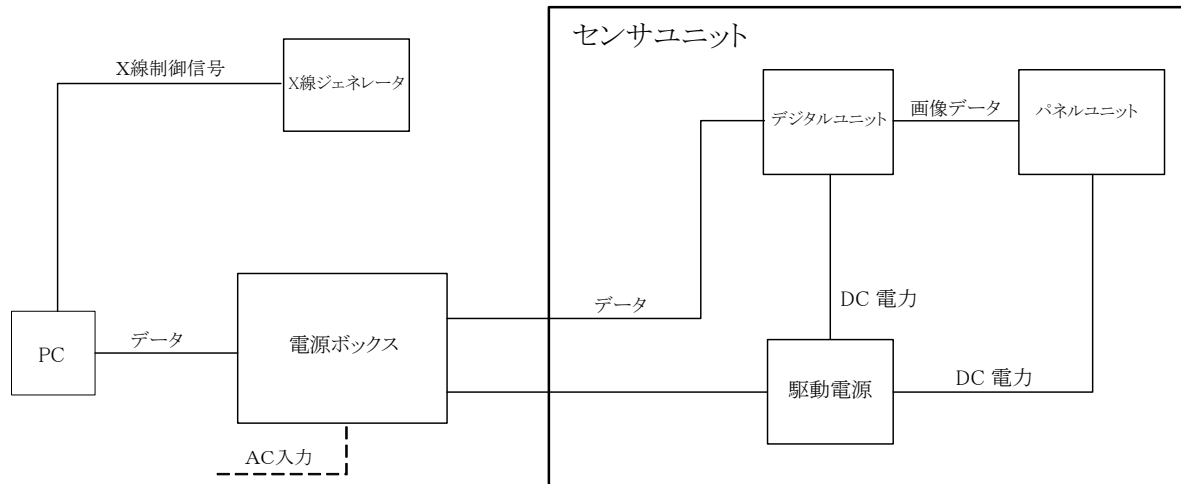 センサユニット
X線制御信号
X線ジェネレータ
デジタルユニット
画像データ
パネルユニット
データ
DC 電力
PC
データ
電源ボックス
駆動電源
DC 電力
AC入力